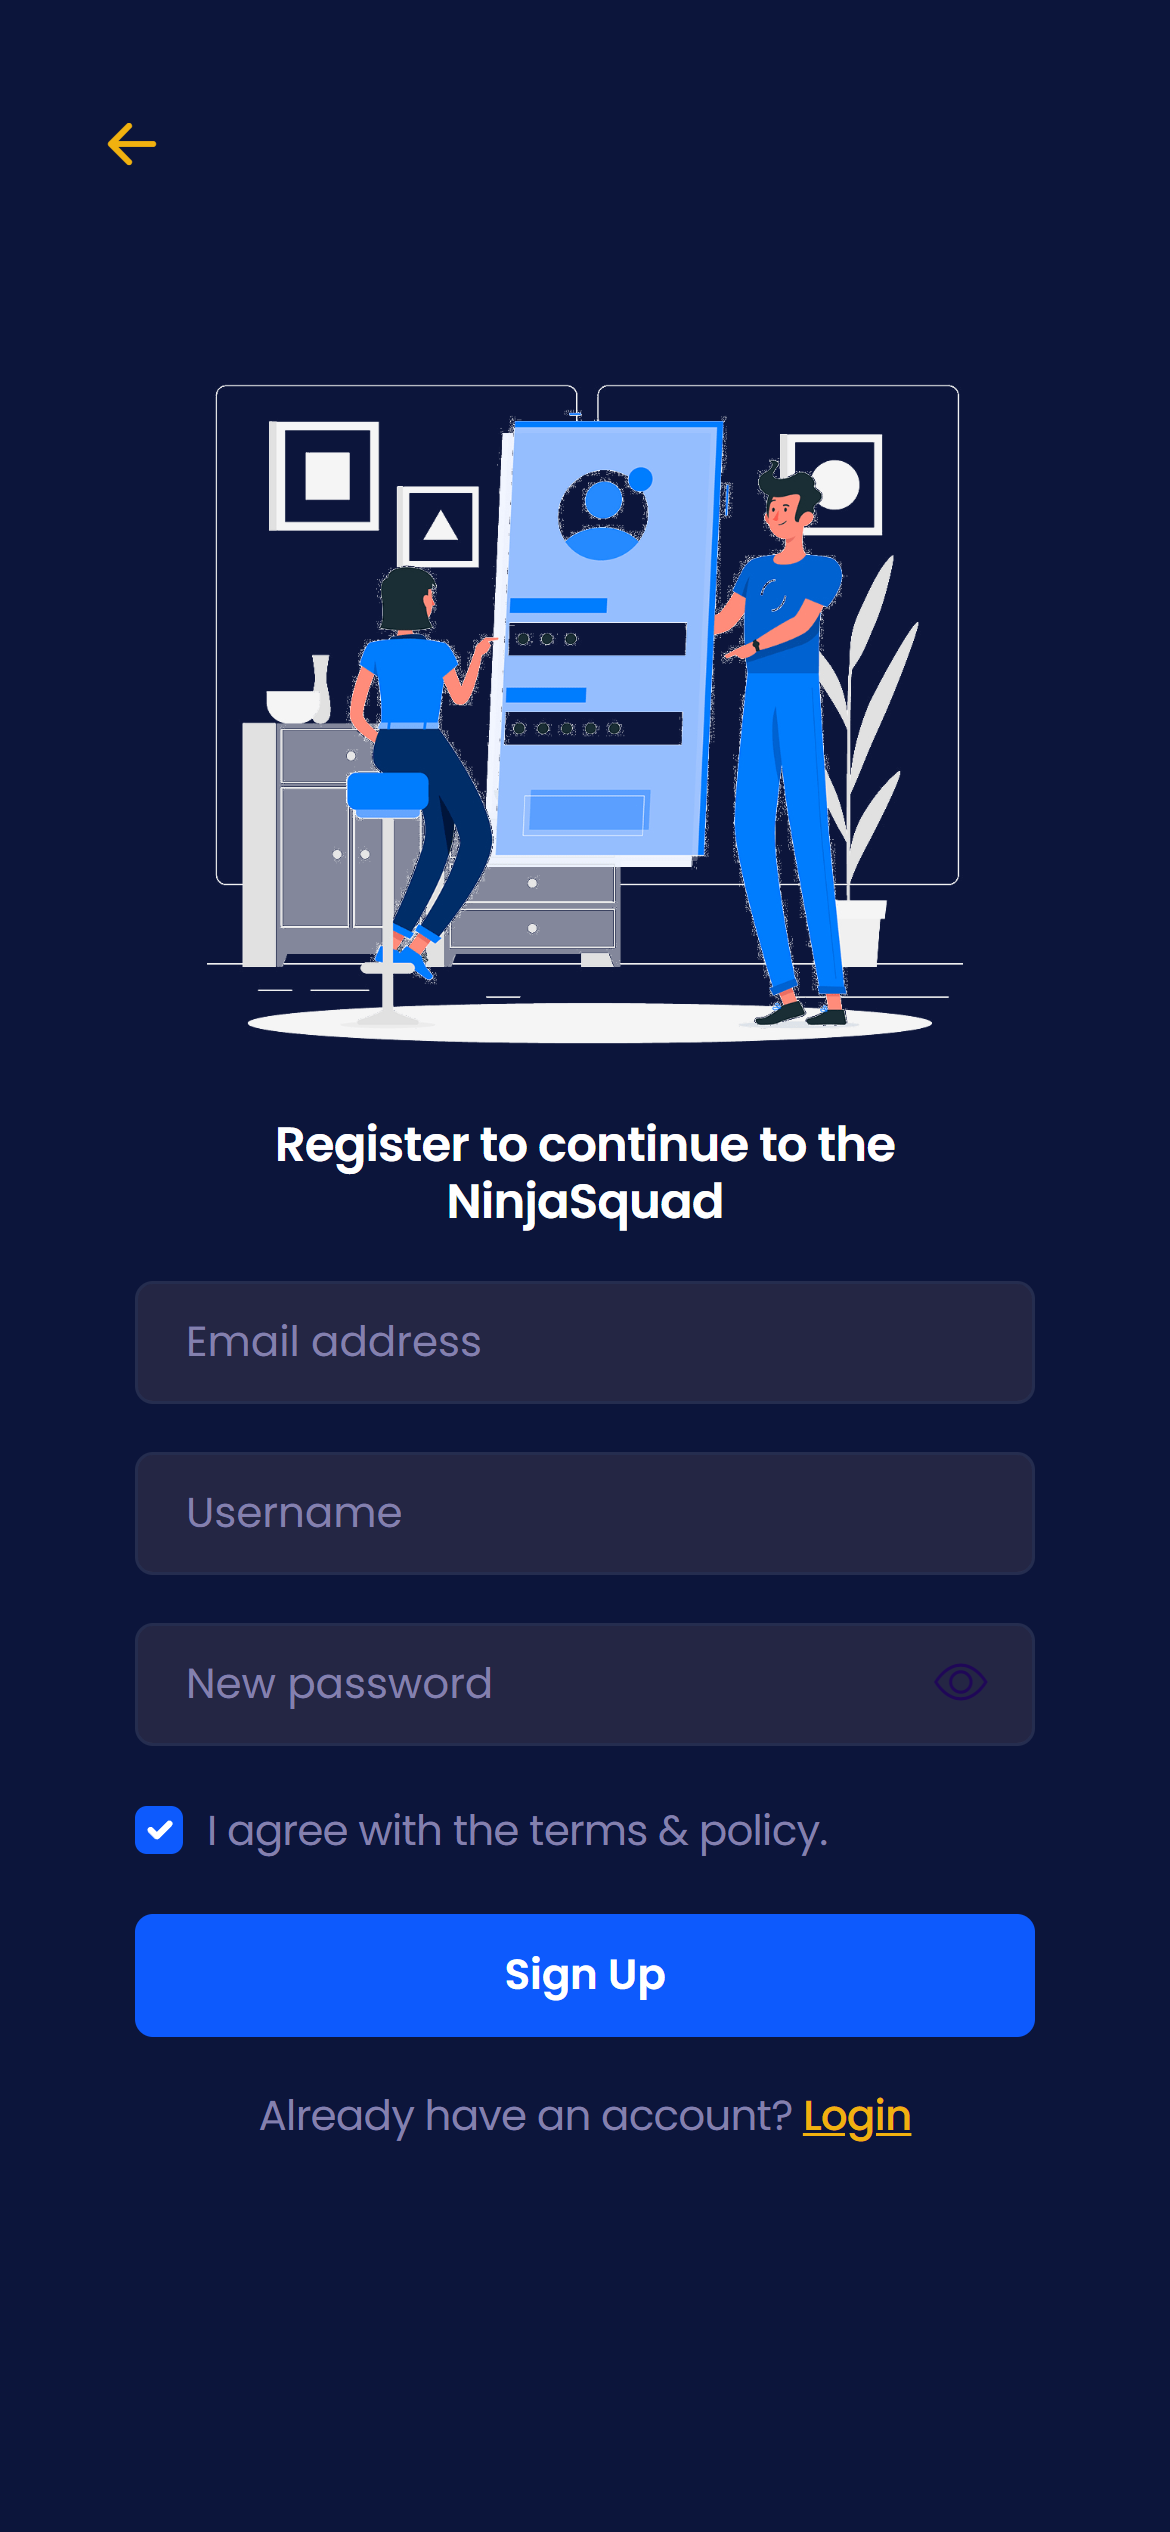 Register to continue to the
NinjaSquad
Email address
Username
New password
I agree with the terms & policy.
Sign Up
Already have an account? Login